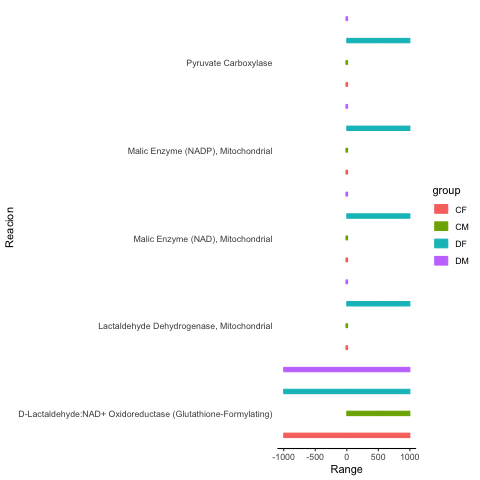 Pyruvate Carboxylase
Malic Enzyme (NADP), Mitochondrial
Malic Enzyme (NAD), Mitochondrial
Lactaldehyde Dehydrogenase, Mitochondrial
D-Lactaldehyde:NAD+ Oxidoreductase (Glutathione-Formylating)
Reacion
-1000 -500 0 500 1000
Range
group
CF
CM
DF
DM